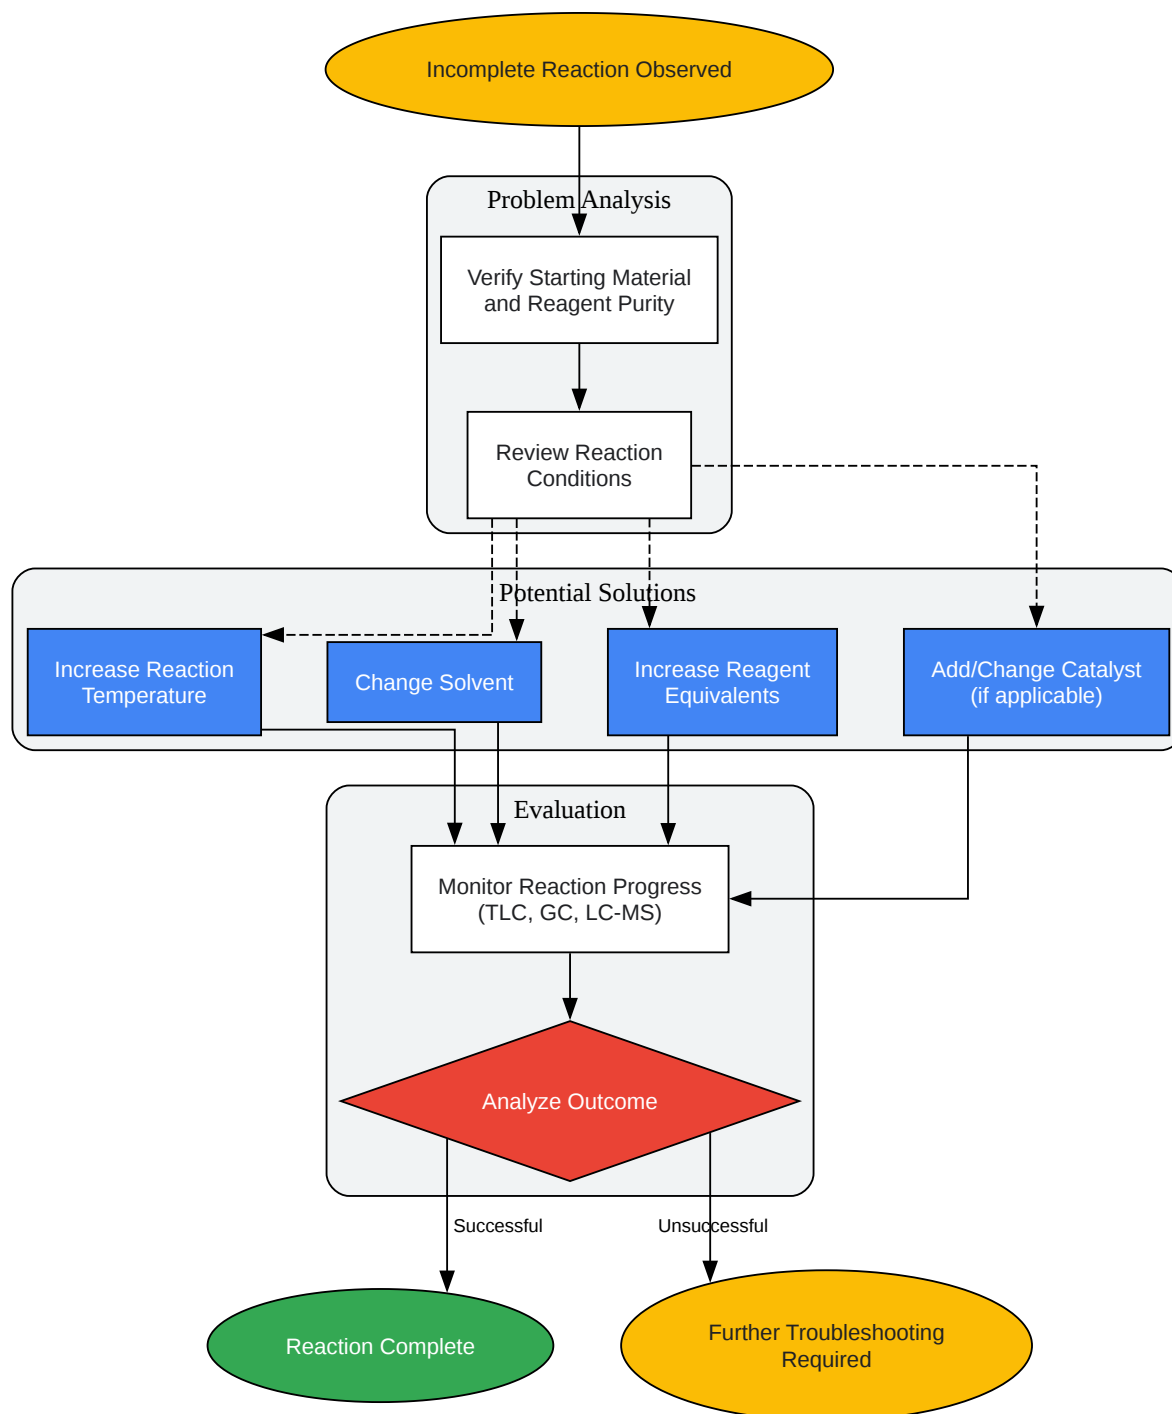 Incomplete Reaction Observed
Problem Analysis
Verify Starting Material
and Reagent Purity
Review Reaction
Conditions
Potential Solutions
Increase Reaction
Temperature
Change Solvent
Increase Reagent
Equivalents
Add/Change Catalyst
(if applicable)
Evaluation
Monitor Reaction Progress
(TLC, GC, LC-MS)
Analyze Outcome
Successful
Unsuccessful
Reaction Complete
Further Troubleshooting
Required